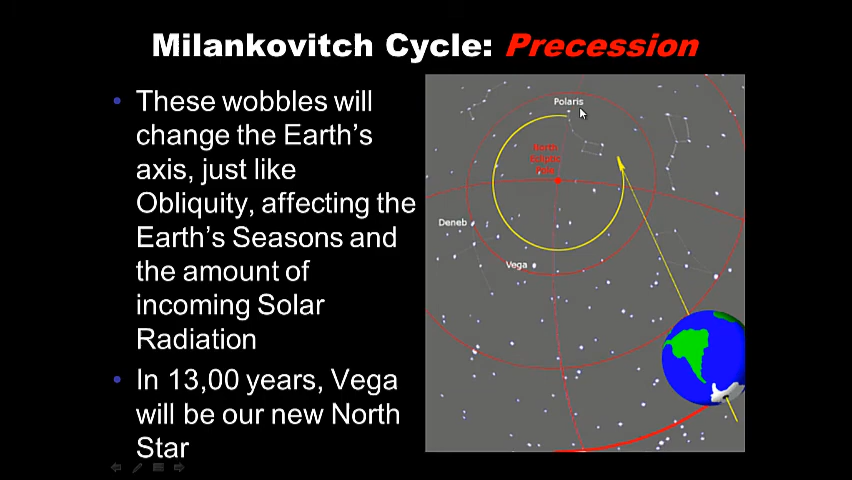 Milankovitch Cycle: Precession
• These wobbles will
change the Earth's
axis, just like
Obliquity, affecting the
Earth's Seasons and
the amount of
incoming Solar
Radiation
• In 13,00 years, Vega
will be our new North
Star
Polaris
North
Ecliptic
Pole
Deneb
Vega